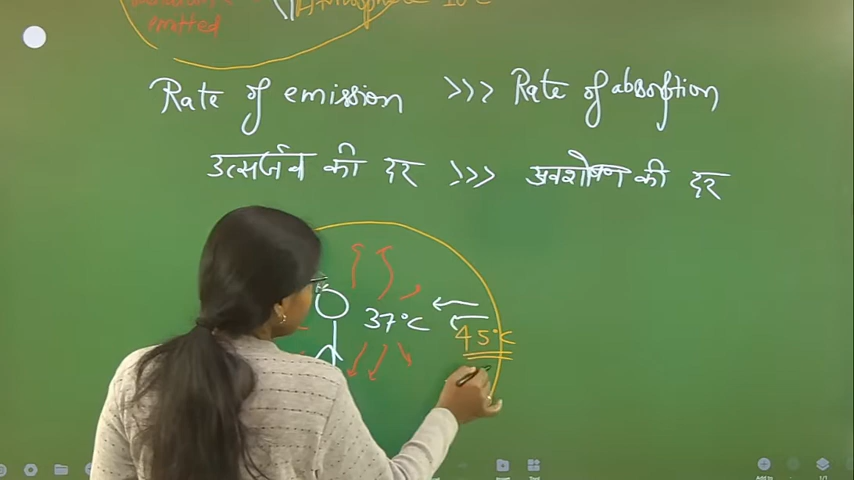 emitted
Rate of emission >>> Rate of absorption
उत्सर्जन की दर >>> अवशोषण की दर
37°C
45°C